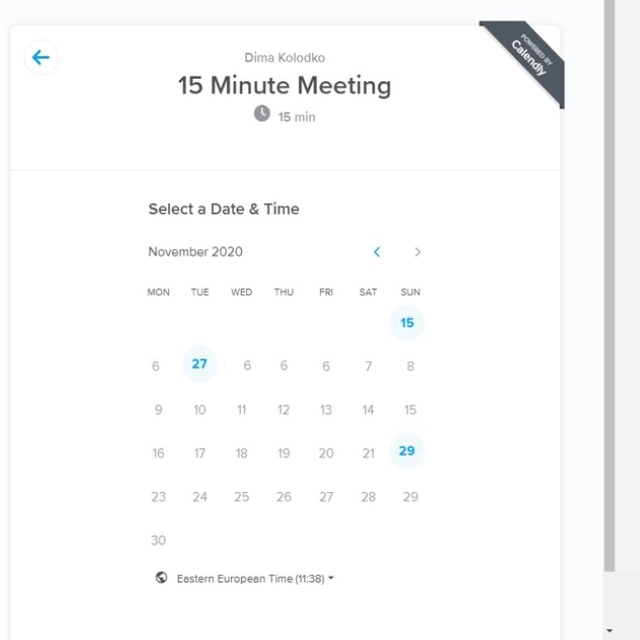 POWERED BY
Calendly
Dima Kolodko
15 Minute Meeting
15 min
Select a Date & Time
November 2020
MON TUE WED THU FRI SAT SUN
15
6 27 6 6 6 7 8
9 10 11 12 13 14 15
16 17 18 19 20 21 29
23 24 25 26 27 28 29
30
Eastern European Time (11:38)